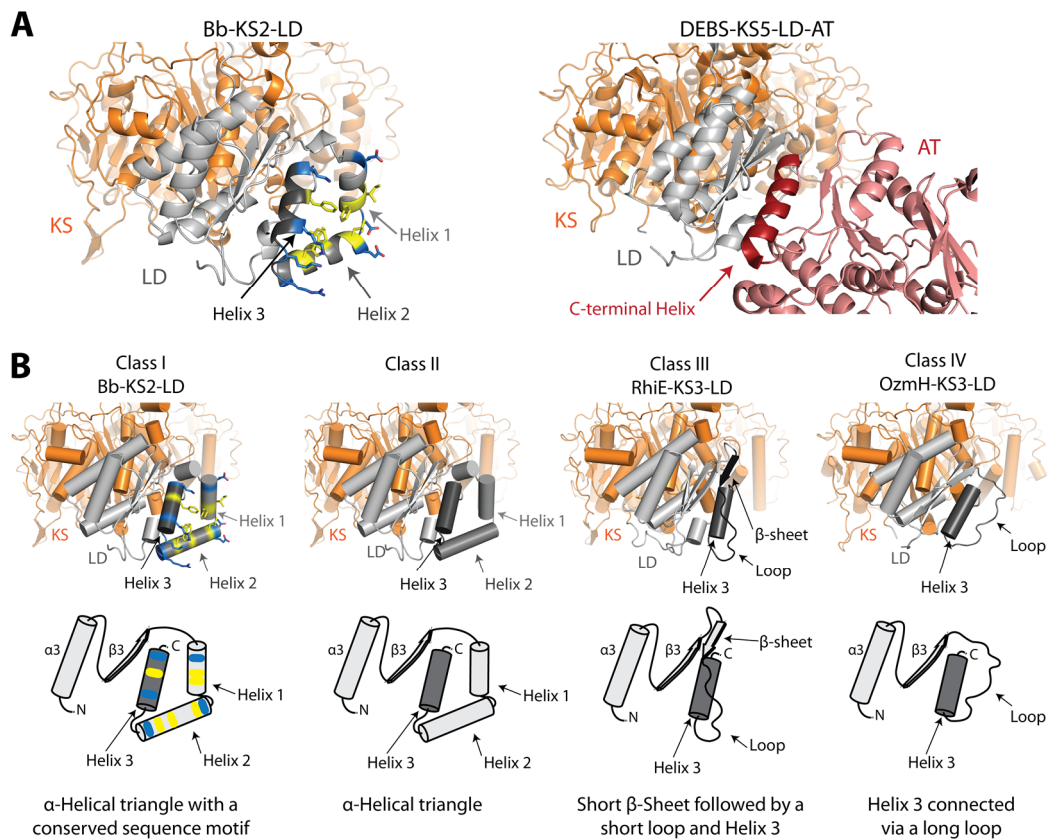 A
Bb-KS2-LD
DEBS-KS5-LD-AT
KS
LD
Helix 1
Helix 3
Helix 2
AT
LD
KS
C-terminal Helix
B
Class I
Bb-KS2-LD
Class II
Class III
RhiE-KS3-LD
Class IV
OzmH-KS3-LD
KS
LD
Helix 1
Helix 3
Helix 2
KS
LD
Helix 1
Helix 3
Helix 2
KS
LD
β-sheet
Helix 3
Loop
KS
LD
Loop
Helix 3
α3
β3
C
N
Helix 1
Helix 3
Helix 2
α3
β3
C
N
Helix 1
Helix 3
Helix 2
α3
β3
C
N
β-sheet
Helix 3
Loop
α3
β3
C
N
Loop
Helix 3
α-Helical triangle with a
conserved sequence motif
α-Helical triangle
Short β-Sheet followed by a
short loop and Helix 3
Helix 3 connected
via a long loop